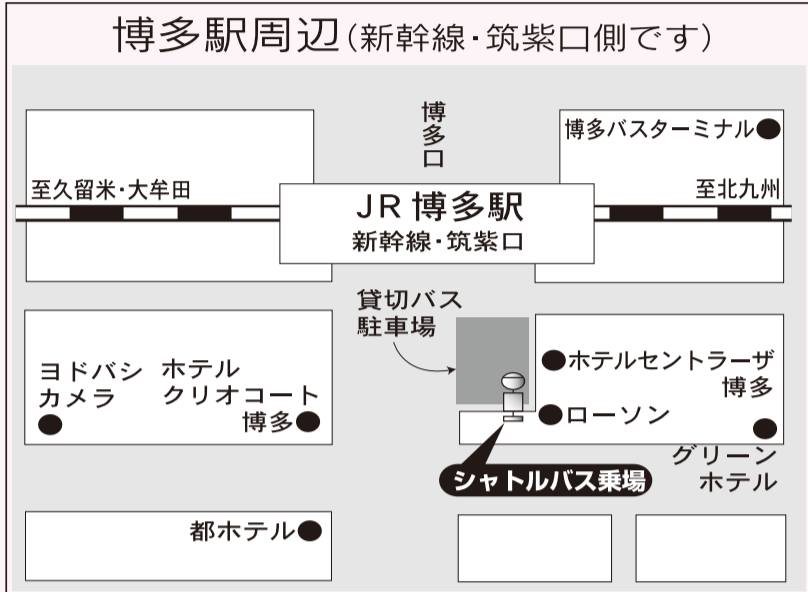 博多駅周辺(新幹線・筑紫口側です)
博多口
博多バスターミナル
至久留米・大牟田
至北九州
JR 博多駅
新幹線・筑紫口
貸切バス
駐車場
ヨドバシ
カメラ
ホテル
クリオコート
博多
ホテルセントラーザ
博多
ローソン
グリーン
ホテル
シャトルバス乗場
都ホテル